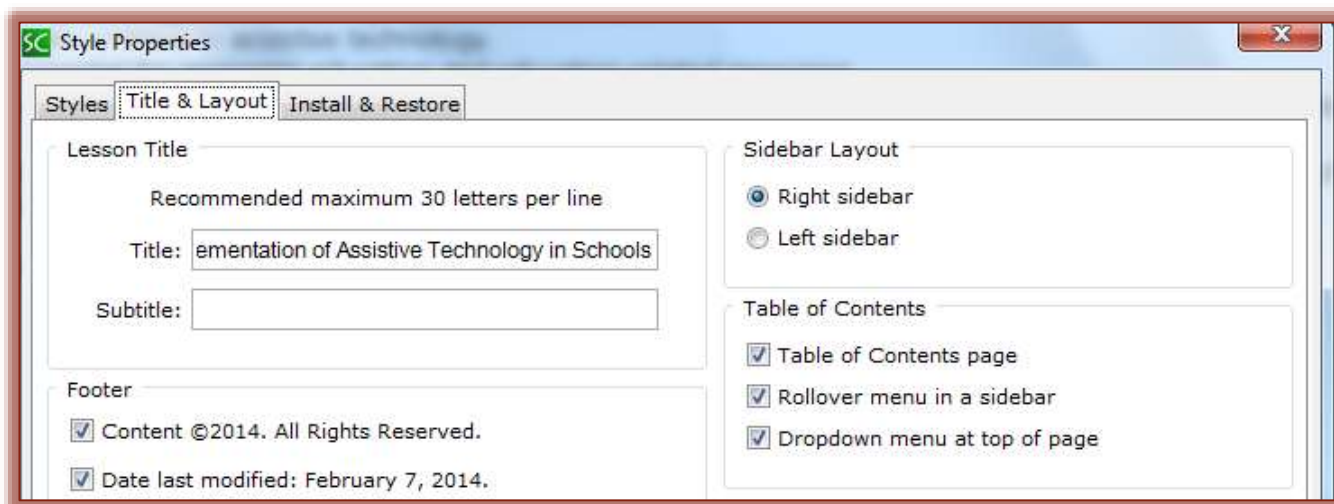 SC Style Properties
Styles Title & Layout Install & Restore
Lesson Title
Recommended maximum 30 letters per line
Title: ementation of Assistive Technology in Schools
Subtitle:
Footer
Content ©2014. All Rights Reserved.
Date last modified: February 7, 2014.
Sidebar Layout
Right sidebar
Left sidebar
Table of Contents
Table of Contents page
Rollover menu in a sidebar
Dropdown menu at top of page